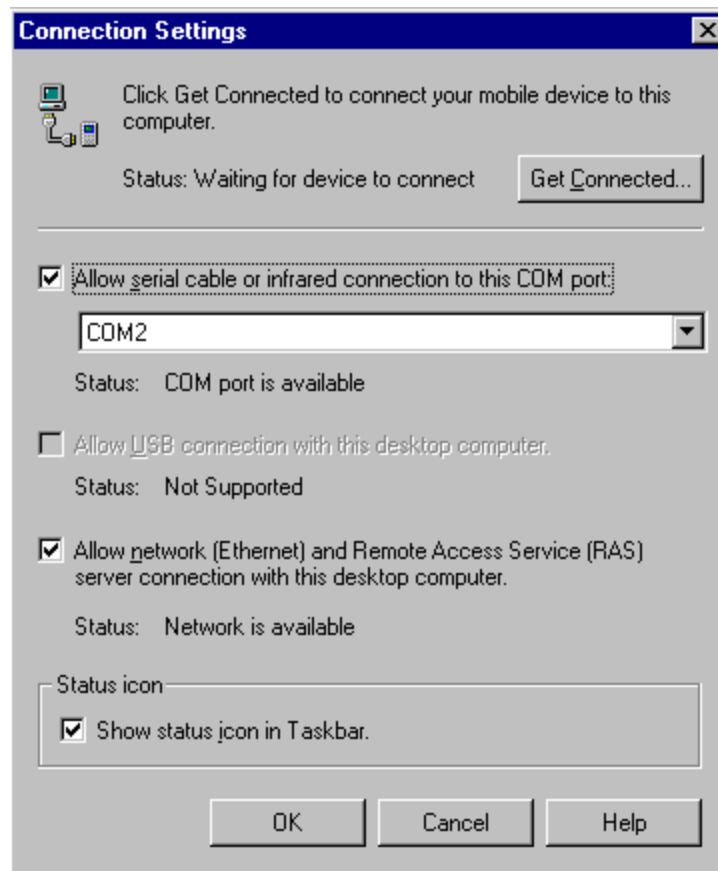 Connection Settings
Click Get Connected to connect your mobile device to this
computer.
Status: Waiting for device to connect
Get Connected...
Allow serial cable or infrared connection to this COM port:
COM2
Status: COM port is available
Allow USB connection with this desktop computer.
Status: Not Supported
Allow network (Ethernet) and Remote Access Service (RAS)
server connection with this desktop computer.
Status: Network is available
Status icon
Show status icon in Taskbar.
OK Cancel Help